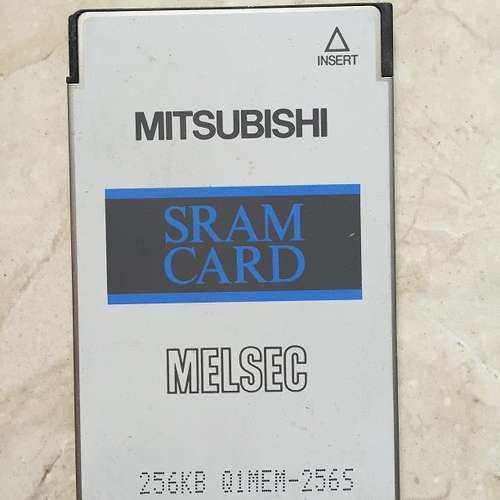 INSERT
MITSUBISHI
SRAM
CARD
MELSEC
256KB Q1MEM-256S